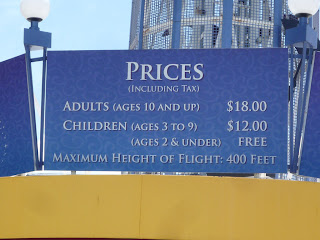 PRICES
(INCLUDING TAX)
ADULTS (AGES 10 AND UP) $18.00
CHILDREN (AGES 3 TO 9) $12.00
(AGES 2 & UNDER) FREE
MAXIMUM HEIGHT OF FLIGHT: 400 FEET